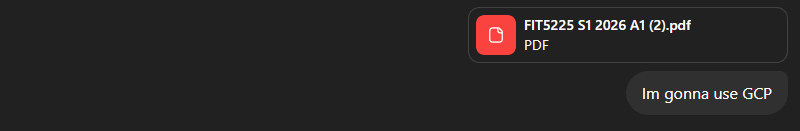 FIT5225 S1 2026 A1 (2).pdf
PDF
Im gonna use GCP